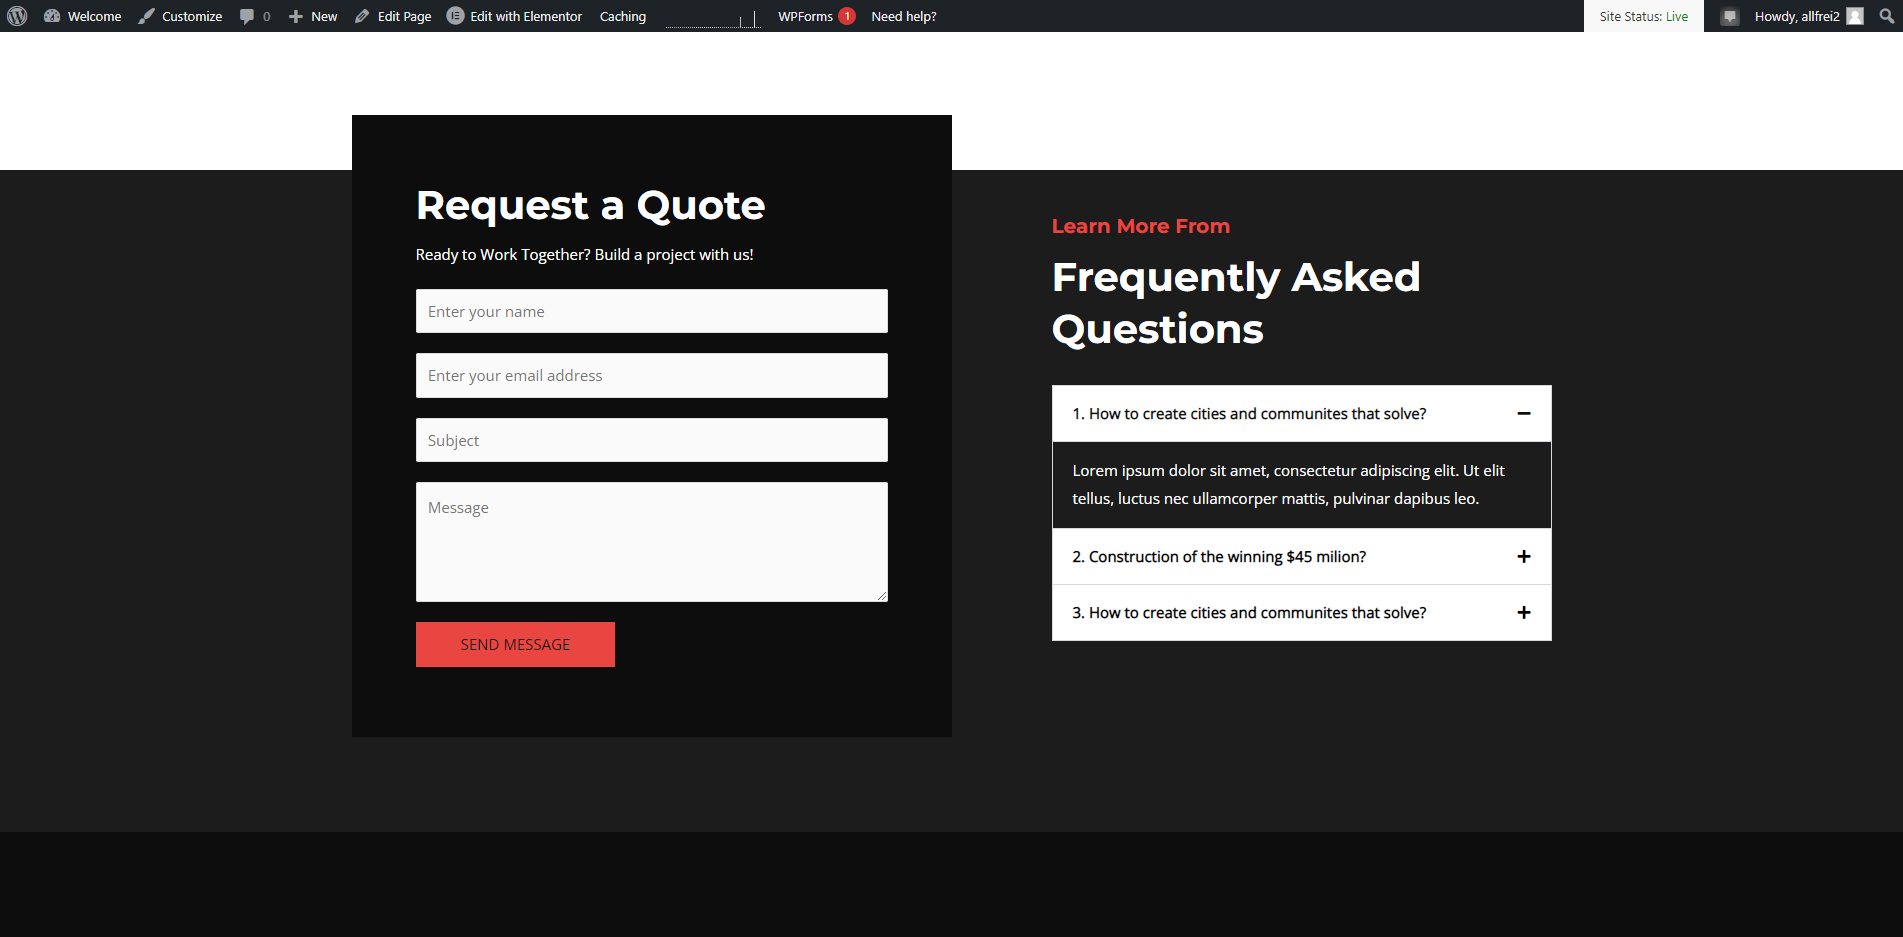 Welcome Customize 0 New Edit Page Edit with Elementor Caching WPForms 1 Need help? Site Status: Live Howdy, allfrei2
Request a Quote
Ready to Work Together? Build a project with us!
Enter your name
Enter your email address
Subject
Message
SEND MESSAGE
Learn More From
Frequently Asked
Questions
1. How to create cities and communites that solve?
Lorem ipsum dolor sit amet, consectetur adipiscing elit. Ut elit
tellus, luctus nec ullamcorper mattis, pulvinar dapibus leo.
2. Construction of the winning $45 milion?
3. How to create cities and communites that solve?